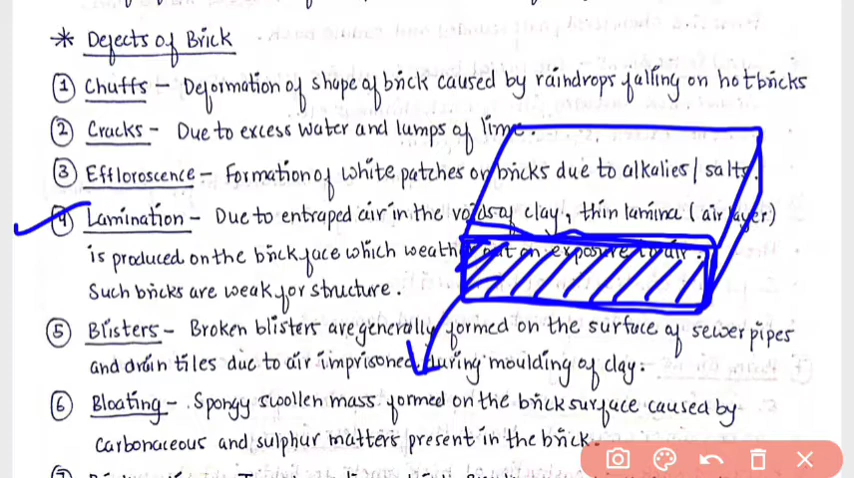 * Defects of Brick
① Chuffs – Deformation of shape of brick caused by raindrops falling on hot bricks
② Cracks - Due to excess water and lumps of lime.
③ Effloroscence – Formation of white patches on bricks due to alkalies / salts.
④ Lamination – Due to entraped air in the voids of clay, thin lamina (air layer)
is produced on the brick face which weather out on exposure to air.
Such bricks are weak for structure.
⑤ Blisters – Broken blisters are generally formed on the surface of sewer pipes
and drain tiles due to air imprisoned during moulding of clay.
⑥ Bloating – Spongy swollen mass formed on the brick surface caused by
carbonaceous and sulphur matters present in the brick.